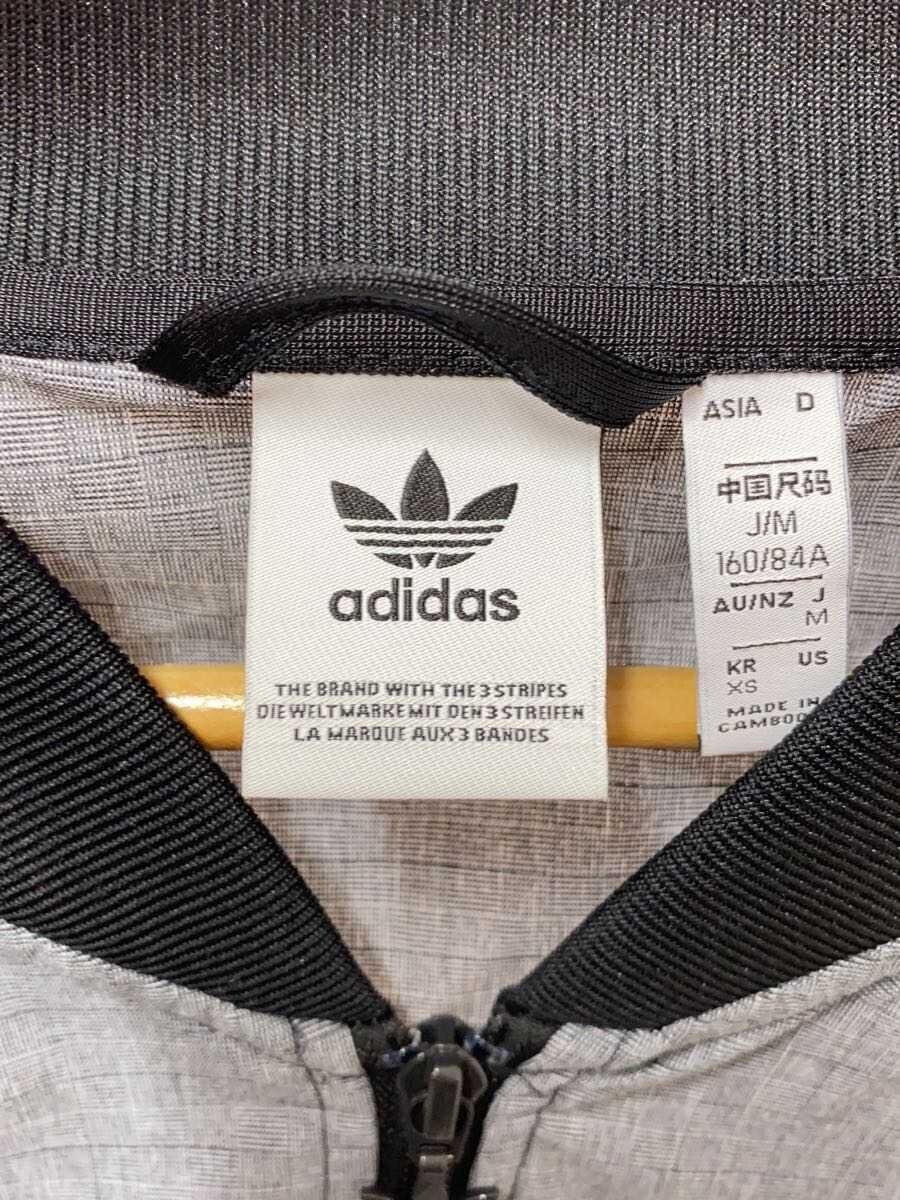 adidas
THE BRAND WITH THE 3 STRIPES
DIE WELTMARKE MIT DEN 3 STREIFEN
LA MARQUE AUX 3 BANDES
ASIA D
中国尺码
J/M
160/84A
AU/NZ J
M
KR US
XS
MADE IN